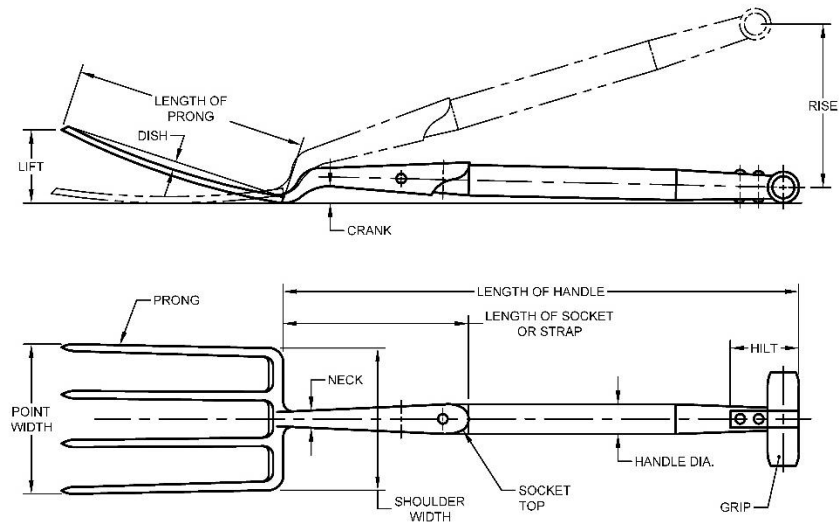 LENGTH OF
PRONG
DISH
LIFT
RISE
CRANK
LENGTH OF HANDLE
PRONG
LENGTH OF SOCKET
OR STRAP
HILT
NECK
POINT
WIDTH
HANDLE DIA.
SHOULDER
WIDTH
SOCKET
TOP
GRIP